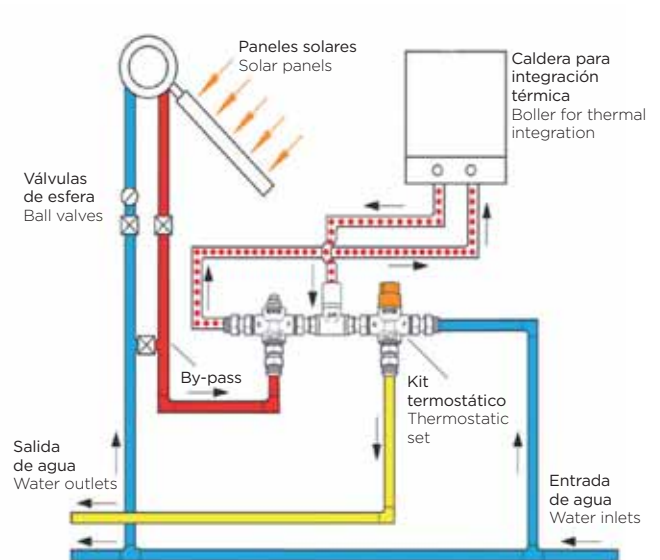 Paneles solares
Solar panels
Caldera para
integración
térmica
Boller for thermal
integration
Válvulas
de esfera
Ball valves
By-pass
Kit
termostático
Thermostatic
set
Salida
de agua
Water outlets
Entrada
de agua
Water inlets